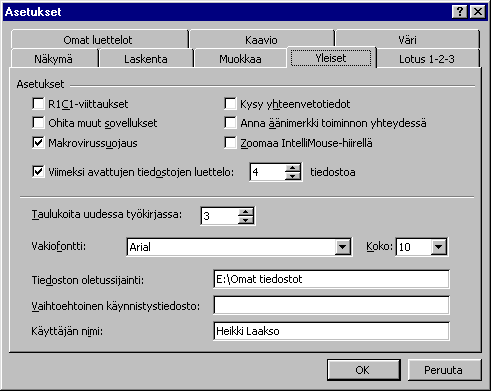 Asetukset
Omat luettelot Kaavio Väri
Näkymä Laskenta Muokkaa Yleiset Lotus 1-2-3
Asetukset
R1C1-viittaukset Kysy yhteenvetotiedot
Ohita muut sovellukset Anna äänimerkki toiminnon yhteydessä
Makrovirussuojaus Zoomaa IntelliMouse-hiirellä
Viimeksi avattujen tiedostojen luettelo: 4 tiedostoa
Taulukoita uudessa työkirjassa: 3
Vakiofontti: Arial Koko: 10
Tiedoston oletussijainti: E:\Omat tiedostot
Vaihtoehtoinen käynnistystiedosto:
Käyttäjän nimi: Heikki Laakso
OK Peruuta